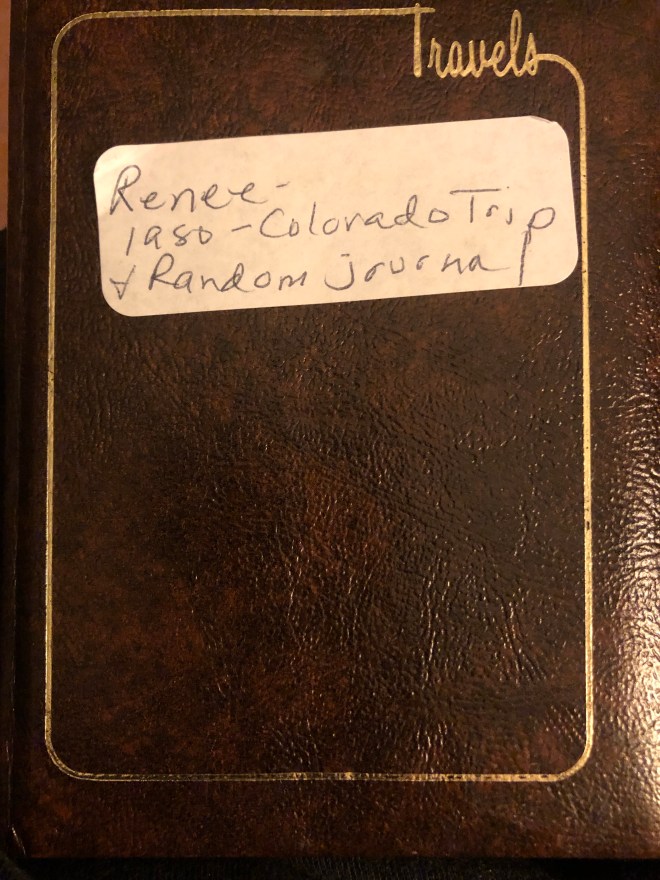 Travels
Renee-
1980-Colorado Trip
& Random journal